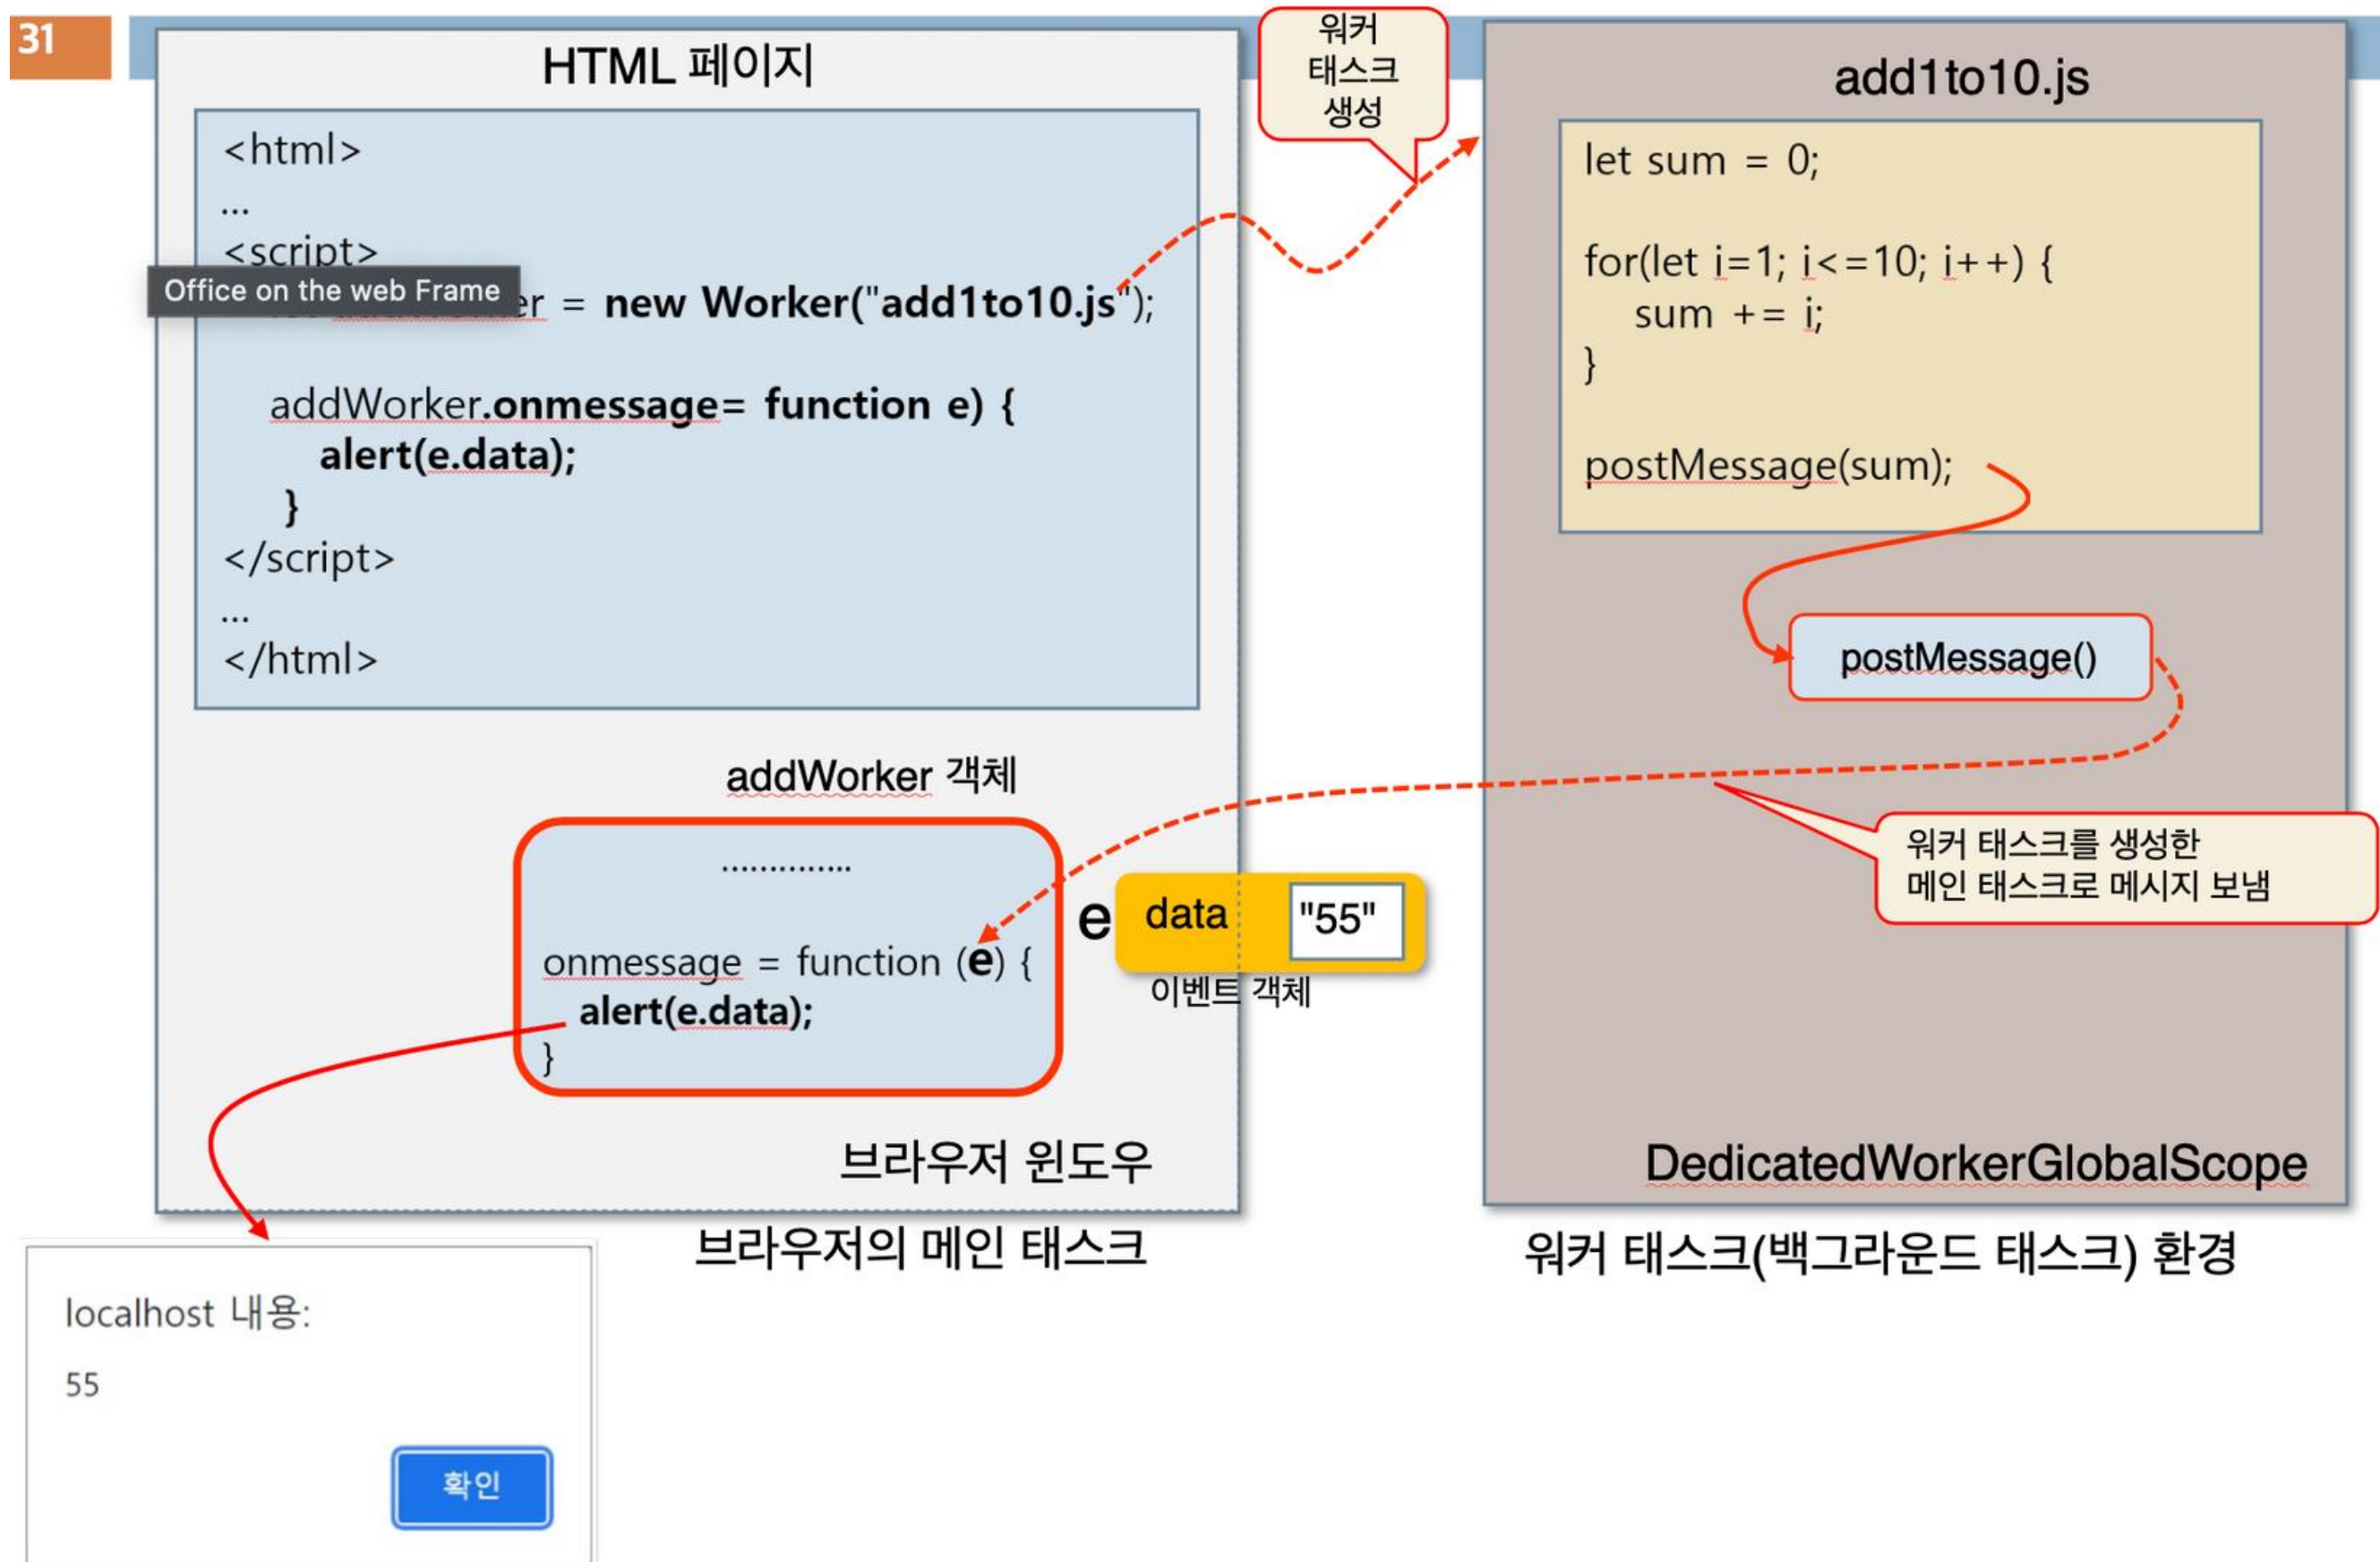 31
HTML 페이지
<html>
...
<script>
Office on the web Frame
er = new Worker("add1to10.js");
addWorker.onmessage= function e) {
alert(e.data);
}
</script>
...
</html>
워커
태스크
생성
add1to10.js
let sum = 0;
for(let i=1; i<=10; i++) {
sum += i;
}
postMessage(sum);
postMessage()
워커 태스크를 생성한
메인 태스크로 메시지 보냄
DedicatedWorkerGlobalScope
워커 태스크(백그라운드 태스크) 환경
addWorker 객체
.............
onmessage = function (e) {
alert(e.data);
}
e data "55"
이벤트 객체
브라우저 윈도우
브라우저의 메인 태스크
localhost 내용:
55
확인